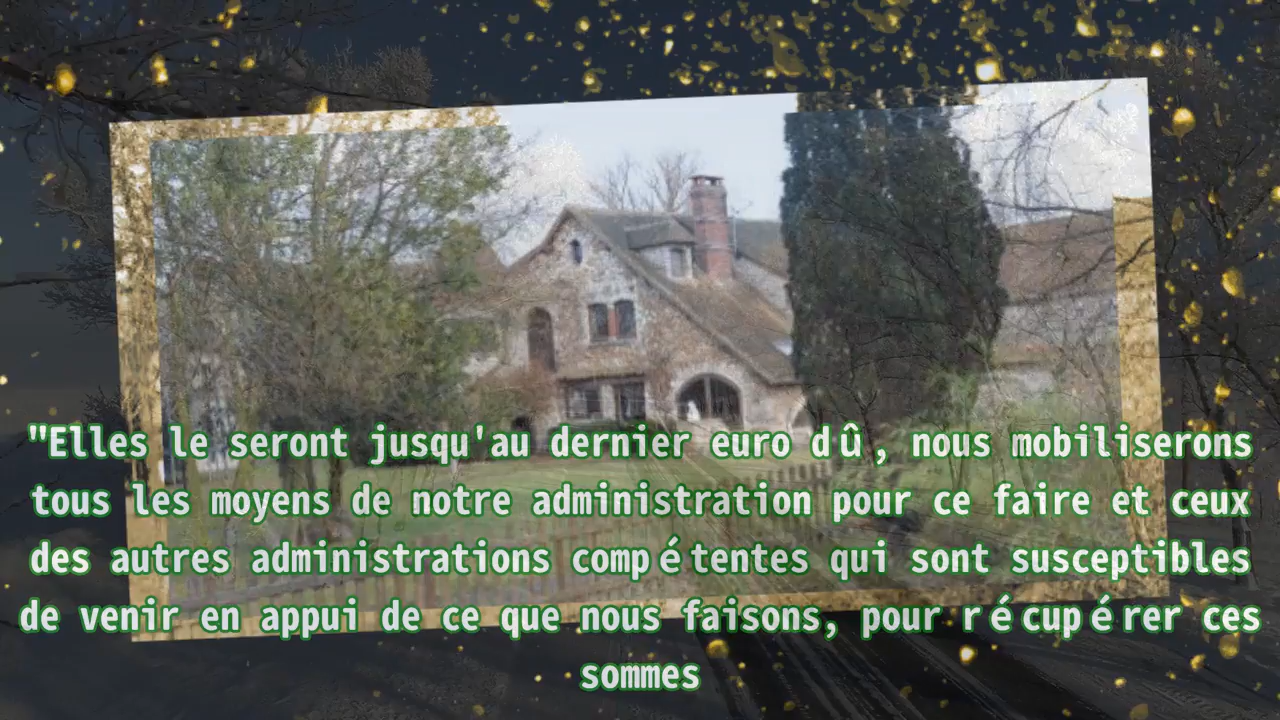 "Elles le seront jusqu'au dernier euro dû, nous mobiliserons
tous les moyens de notre administration pour ce faire et ceux
des autres administrations compétentes qui sont susceptibles
de venir en appui de ce que nous faisons, pour récupérer ces
sommes